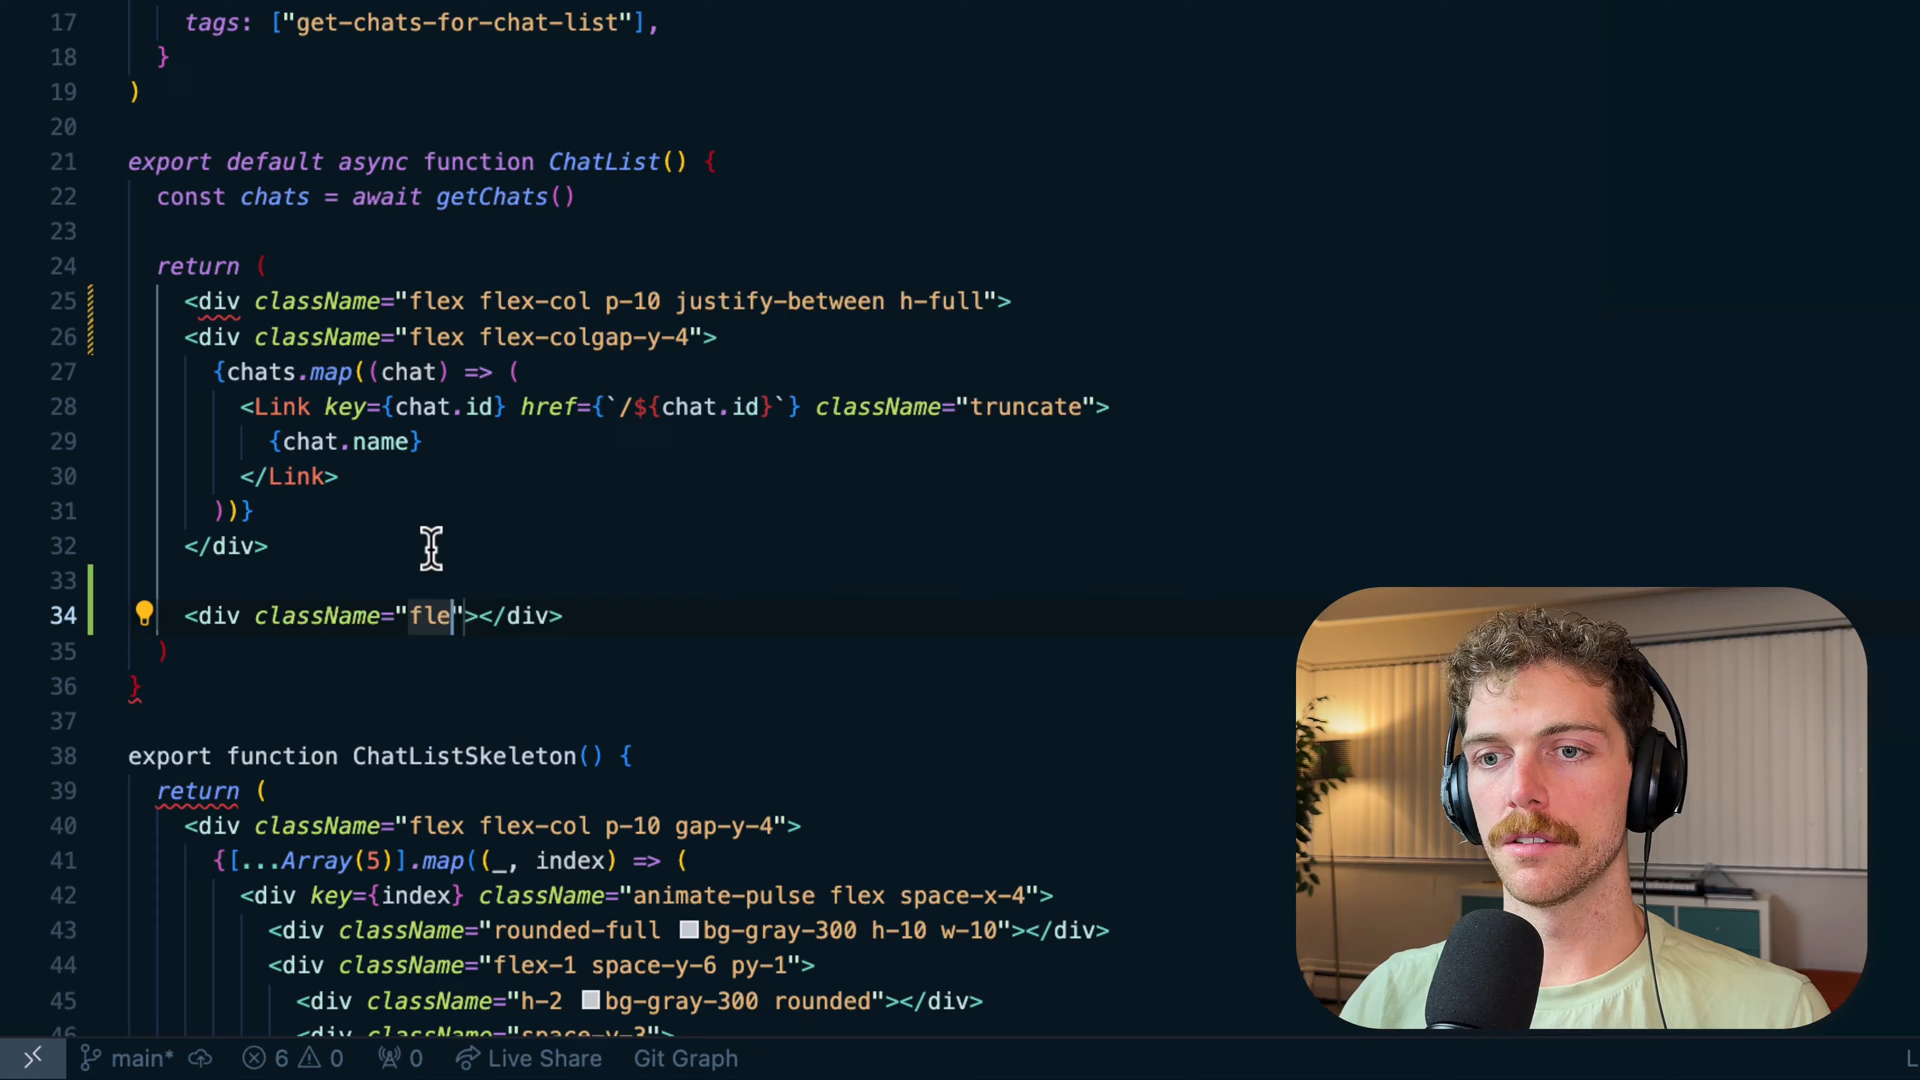 17 tags: ["get-chats-for-chat-list"],
18 }
19 )
20
21 export default async function ChatList() {
22 const chats = await getChats()
23
24 return (
25 <div className="flex flex-col p-10 justify-between h-full">
26 <div className="flex flex-colgap-y-4">
27 {chats.map((chat) => (
28 <Link key={chat.id} href={`/${chat.id}`} className="truncate">
29 {chat.name}
30 </Link>
31 ))}
32 </div>
33
34 <div className="fle"></div>
35 )
36 }
37
38 export function ChatListSkeleton() {
39 return (
40 <div className="flex flex-col p-10 gap-y-4">
41 {[...Array(5)].map((_, index) => (
42 <div key={index} className="animate-pulse flex space-x-4">
43 <div className="rounded-full bg-gray-300 h-10 w-10"></div>
44 <div className="flex-1 space-y-6 py-1">
45 <div className="h-2 bg-gray-300 rounded"></div>
46 <div className="space-y-3">
main* 6 0 0 Live Share Git Graph L